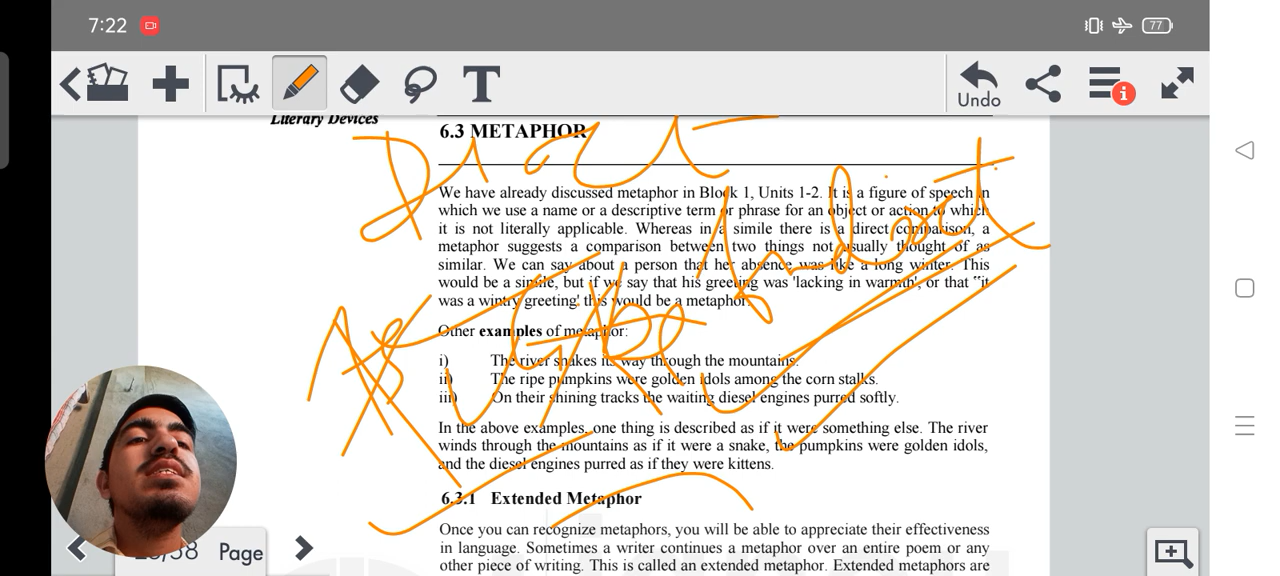 7:22
77
T
Undo
Literary Devices
6.3 METAPHOR
We have already discussed metaphor in Block 1, Units 1-2. It is a figure of speech in
which we use a name or a descriptive term or phrase for an object or action to which
it is not literally applicable. Whereas in a simile there is a direct comparison, a
metaphor suggests a comparison between two things not usually thought of as
similar. We can say about a person that her absence was like a long winter. This
would be a simile, but if we say that his greeting was 'lacking in warmth', or that "it
was a wintry greeting' this would be a metaphor.
Other examples of metaphor:
i) The river snakes its way through the mountains.
ii) The ripe pumpkins were golden idols among the corn stalks.
iii) On their shining tracks the waiting diesel engines purred softly.
In the above examples, one thing is described as if it were something else. The river
winds through the mountains as if it were a snake, the pumpkins were golden idols,
and the diesel engines purred as if they were kittens.
6.3.1 Extended Metaphor
Once you can recognize metaphors, you will be able to appreciate their effectiveness
in language. Sometimes a writer continues a metaphor over an entire poem or any
other piece of writing. This is called an extended metaphor. Extended metaphors are
Page